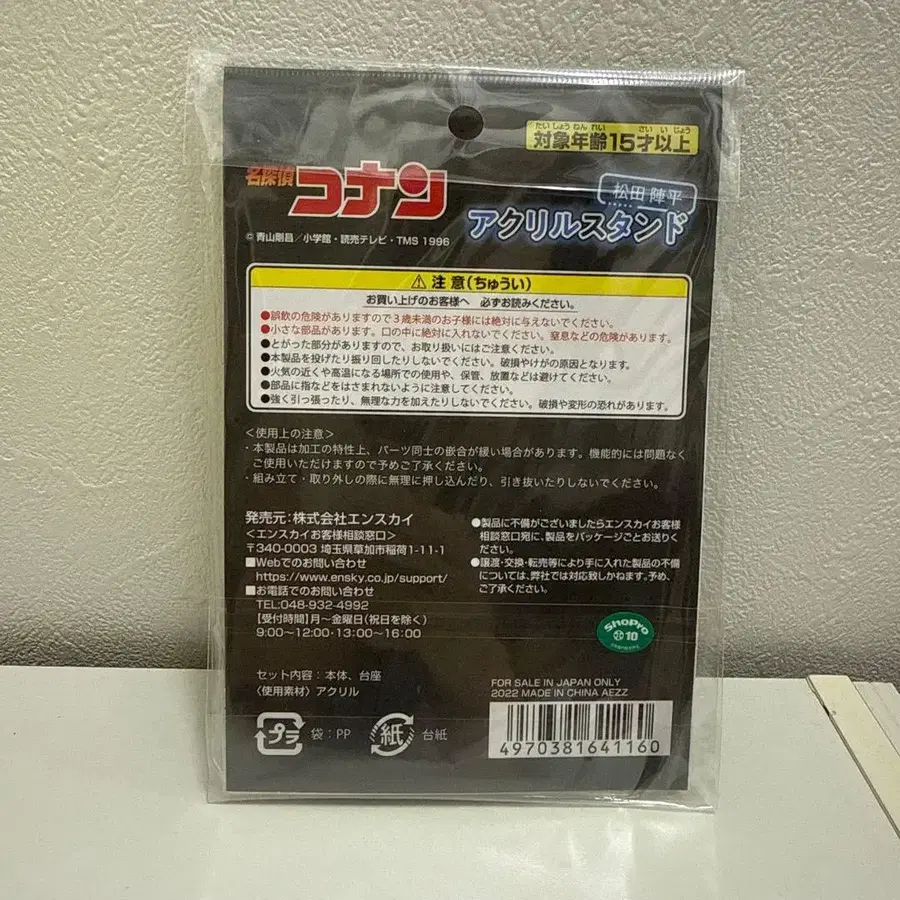 たいしょうねんれい さいいじょう
対象年齢15才以上
名探偵
コナン
松田 陣平
アクリルスタンド
© 青山剛昌／小学館・読売テレビ・TMS 1996
⚠ 注意(ちゅうい)
お買い上げのお客様へ 必ずお読みください。
●誤飲の危険がありますので3歳未満のお子様には絶対に与えないでください。
●小さな部品があります。口の中に絶対に入れないでください。窒息などの危険があります。
●とがった部分がありますので、お取り扱いにはご注意ください。
●本製品を投げたり振り回したりしないでください。破損やけがの原因となります。
●火気の近くや高温になる場所での使用や、保管、放置などは避けてください。
●部品に指などをはさまれないように注意してください。
●強く引っ張ったり、無理な力を加えたりしないでください。破損や変形の恐れがあります。
＜使用上の注意＞
・本製品は加工の特性上、パーツ同士の嵌合が緩い場合があります。機能的には問題なく
ご使用いただけますので予めご了承ください。
・組み立て・取り外しの際に無理に押し込んだり、引き抜いたりしないでください。
発売元：株式会社エンスカイ
＜エンスカイお客様相談窓口＞
〒340-0003 埼玉県草加市稲荷1-11-1
■Webでのお問い合わせ
https://www.ensky.co.jp/support/
■お電話でのお問い合わせ
TEL:048-932-4992
【受付時間】月〜金曜日(祝日を除く)
9:00〜12:00・13:00〜16:00
●製品に不備がございましたらエンスカイお客様
相談窓口宛に、製品をパッケージごとお送りく
ださい。
●譲渡・交換・転売等により手に入れた製品の不備
については、弊社では対応致しかねます。予め、
ご了承ください。
ShoPro
10
セット内容：本体、台座
〈使用素材〉アクリル
FOR SALE IN JAPAN ONLY
2022 MADE IN CHINA AEZZ
プラ
袋：PP
紙
台紙
4970381641160